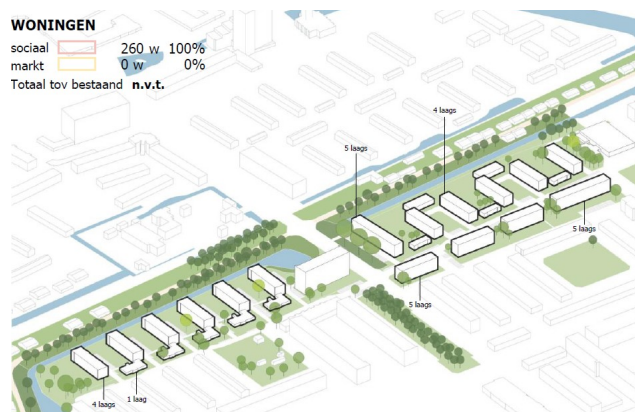 WONINGEN
sociaal 260 w 100%
markt 0 w 0%
Totaal tov bestaand n.v.t.
4 laags
5 laags
5 laags
5 laags
4 laags
1 laag